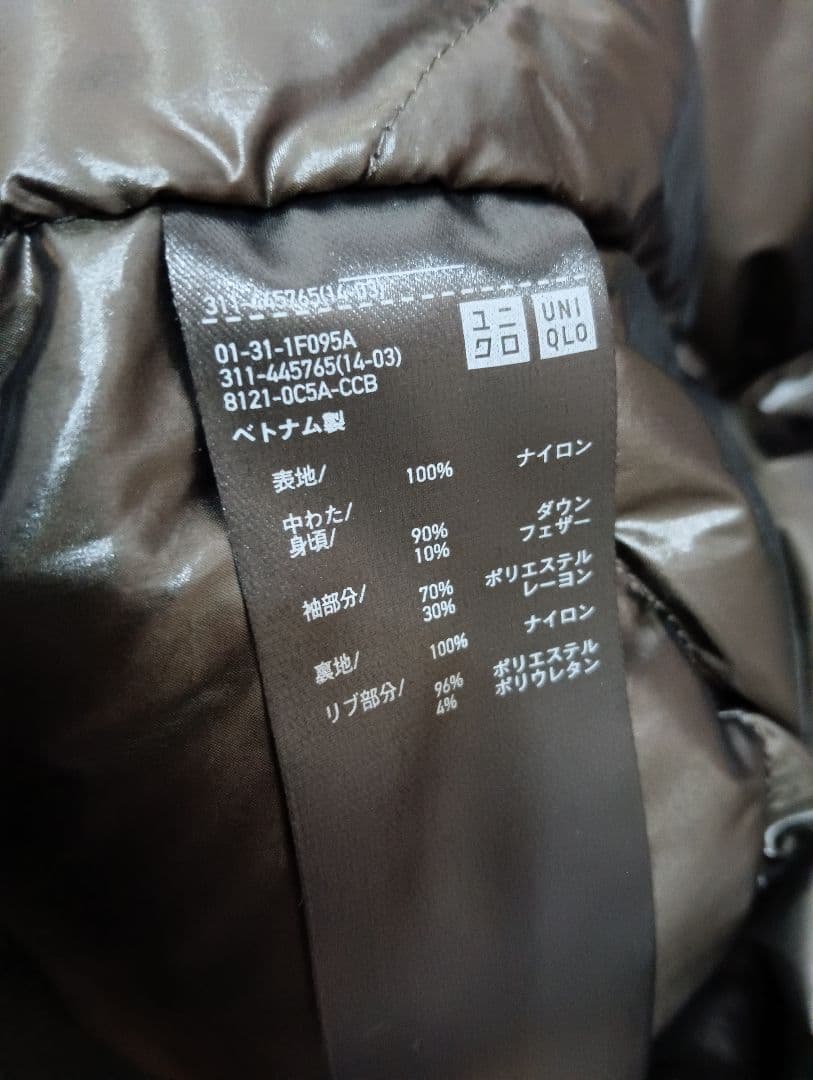 311-445765(14-03)
ユニクロ
UNIQLO
01-31-1F095A
311-445765(14-03)
8121-0C5A-CCB
ベトナム製
表地/ 100% ナイロン
中わた/
身頃/ 90% ダウン
10% フェザー
袖部分/ 70% ポリエステル
30% レーヨン
裏地/ 100% ナイロン
リブ部分/ 96% ポリエステル
4% ポリウレタン